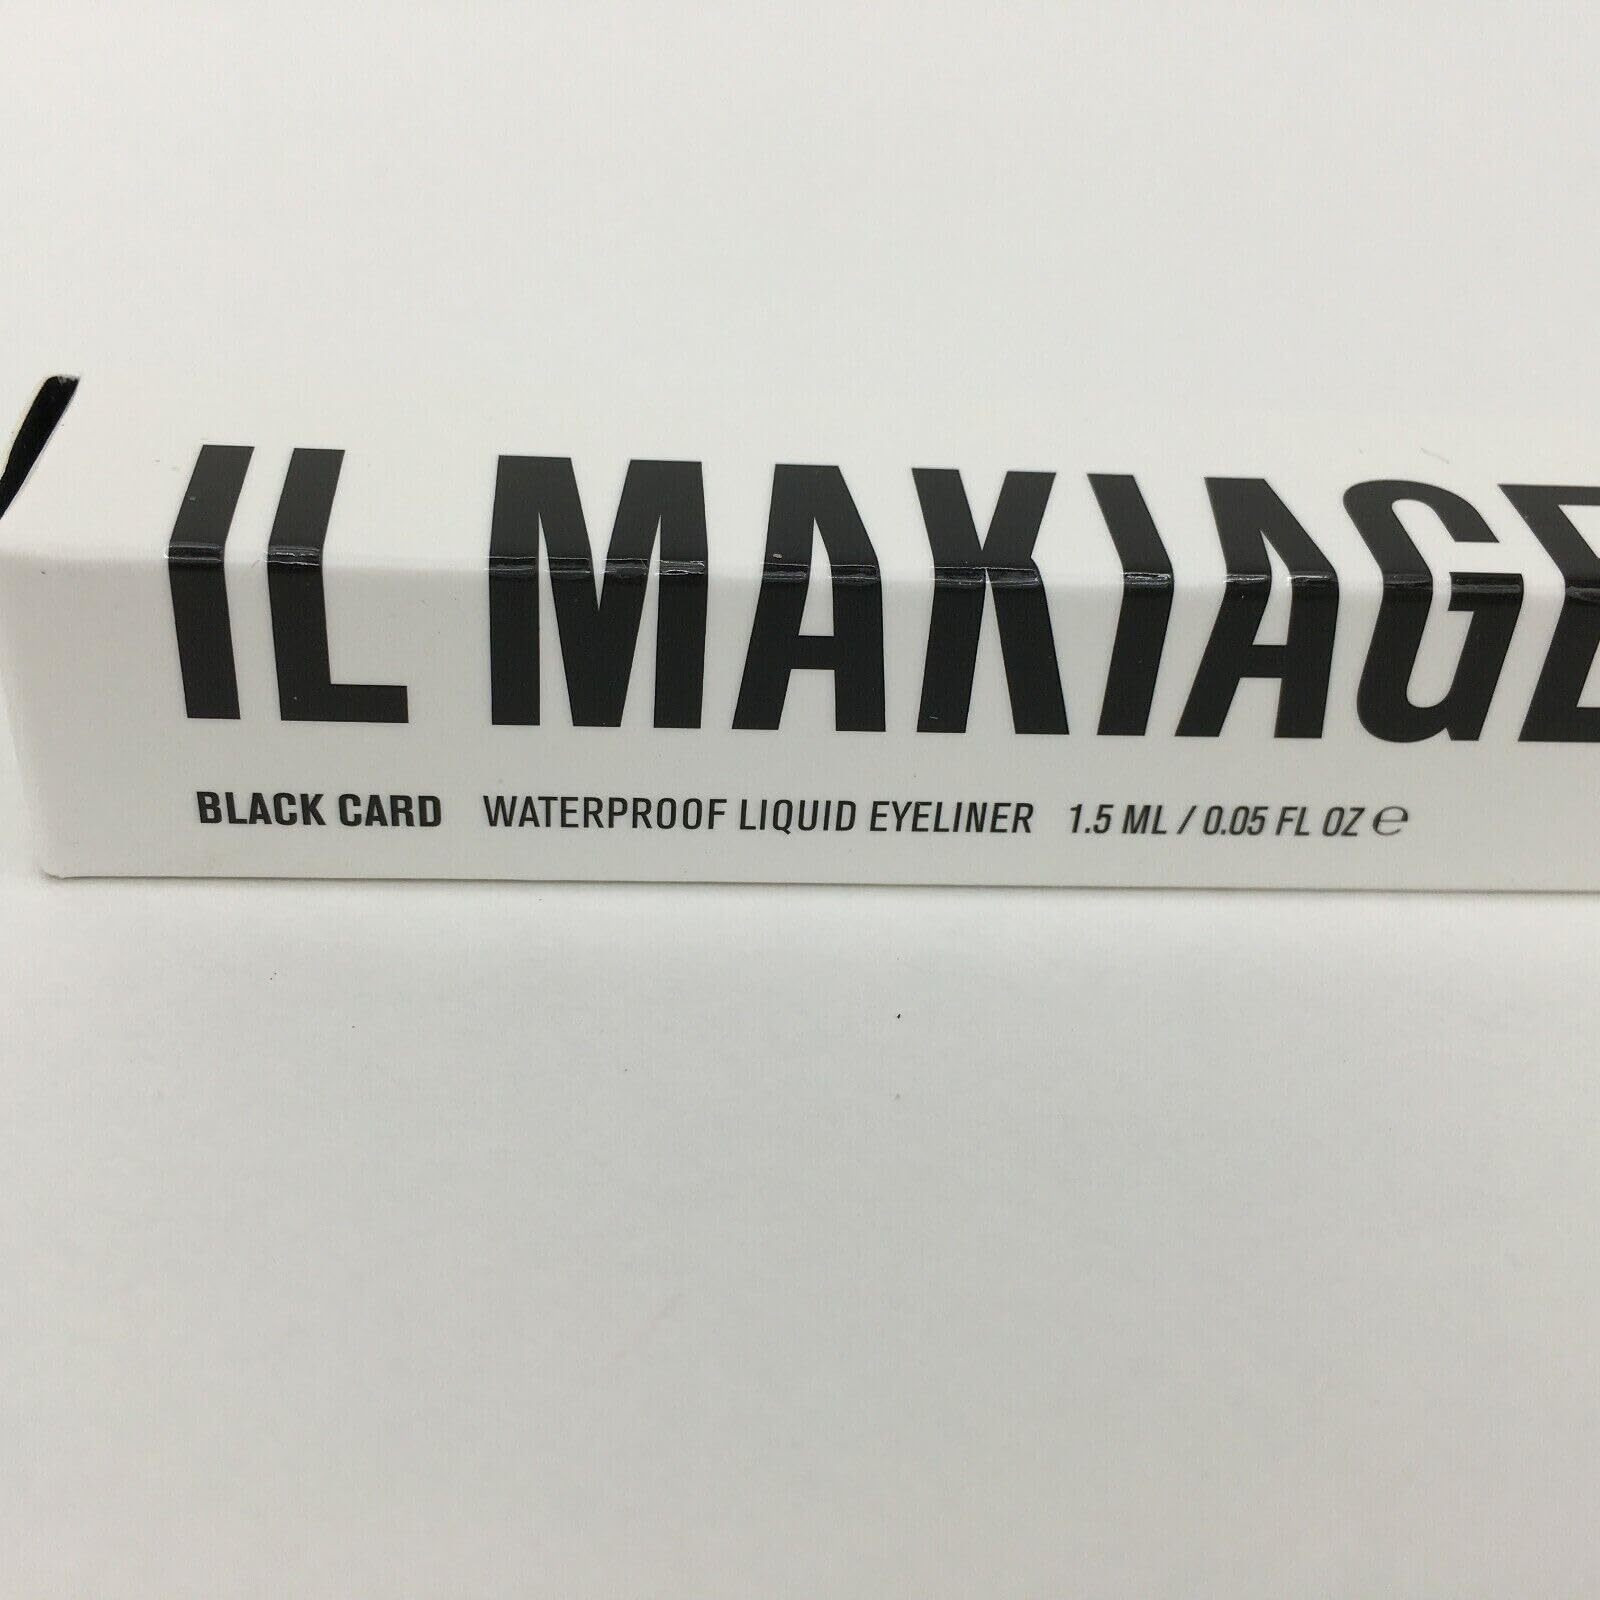 IL MAKIAGE
BLACK CARD WATERPROOF LIQUID EYELINER 1.5 ML / 0.05 FL OZ ℮